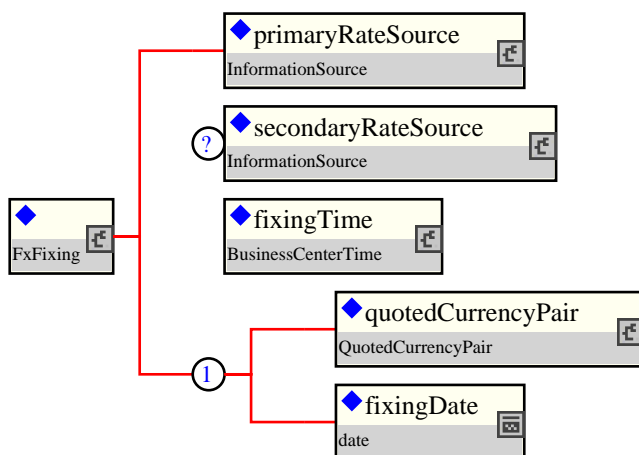 primaryRateSource
InformationSource
?
secondaryRateSource
InformationSource
FxFixing
fixingTime
BusinessCenterTime
1
quotedCurrencyPair
QuotedCurrencyPair
fixingDate
date